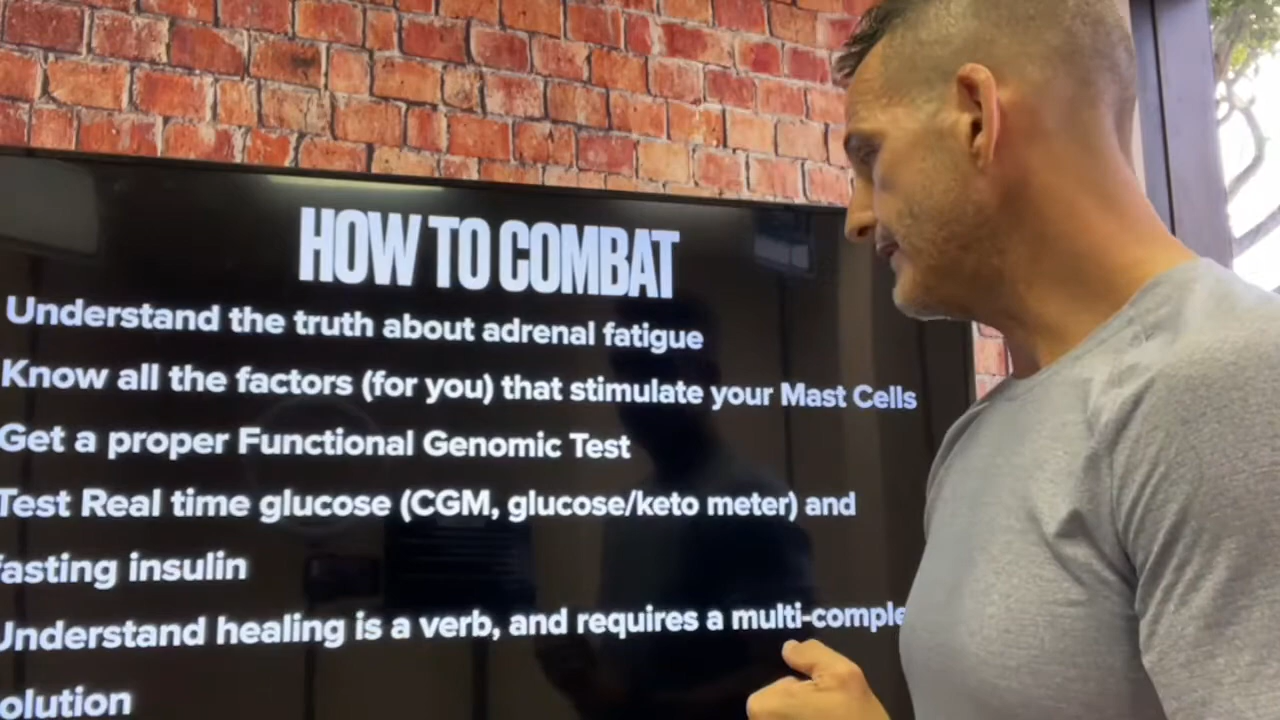 HOW TO COMBAT
Understand the truth about adrenal fatigue
Know all the factors (for you) that stimulate your Mast Cells
Get a proper Functional Genomic Test
Test Real time glucose (CGM, glucose/keto meter) and
fasting insulin
Understand healing is a verb, and requires a multi-comple
olution